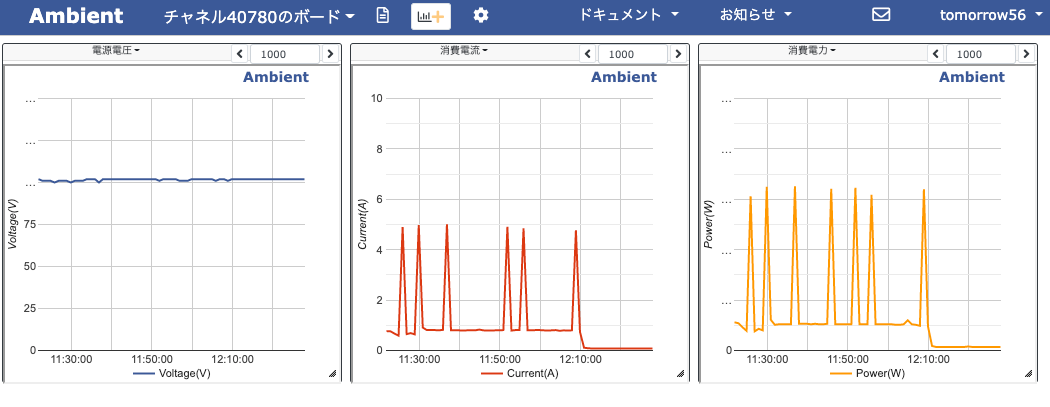 Ambient チャネル40780のボード ドキュメント お知らせ tomorrow56
電源電圧 1000
Ambient
...
...
...
75
50
25
0
Voltage(V)
11:30:00 11:50:00 12:10:00
Voltage(V)
消費電流 1000
Ambient
10
8
6
4
2
0
Current(A)
11:30:00 11:50:00 12:10:00
Current(A)
消費電力 1000
Ambient
...
...
...
...
...
0
Power(W)
11:30:00 11:50:00 12:10:00
Power(W)